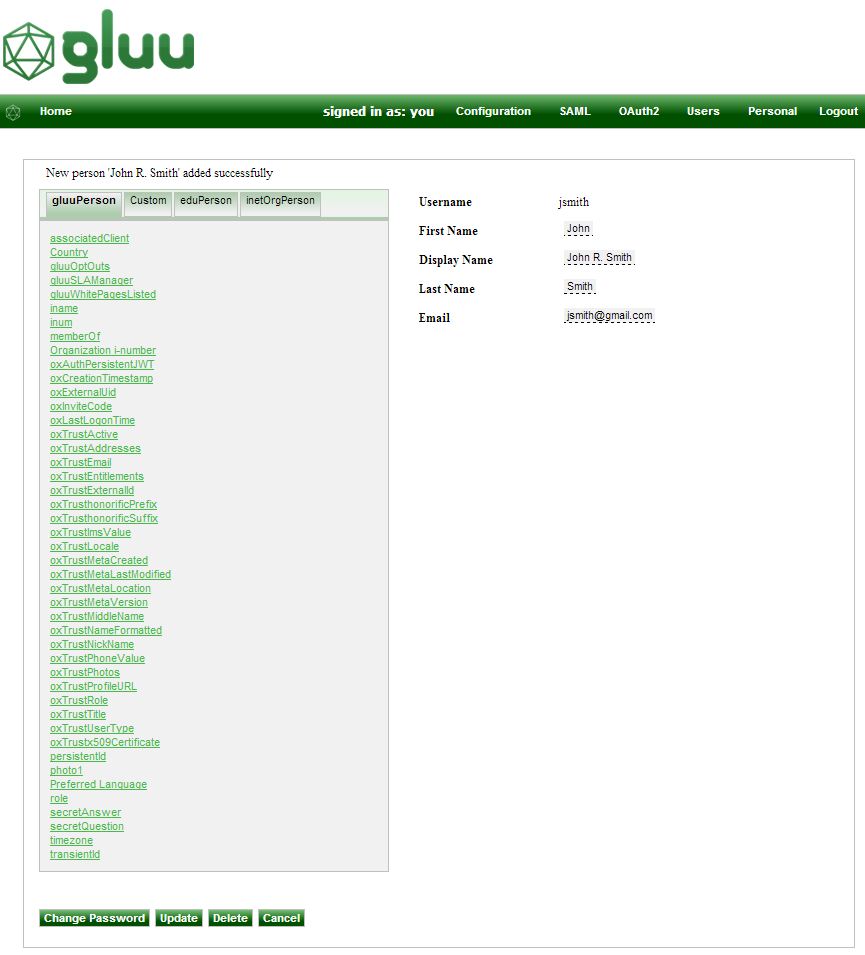 gluu
Home signed in as: you Configuration SAML OAuth2 Users Personal Logout
New person 'John R. Smith' added successfully
gluuPerson Custom eduPerson inetOrgPerson
associatedClient
Country
gluuOptOuts
gluuSLAManager
gluuWhitePagesListed
iname
inum
memberOf
Organization i-number
oxAuthPersistentJWT
oxCreationTimestamp
oxExternalUid
oxInviteCode
oxLastLogonTime
oxTrustActive
oxTrustAddresses
oxTrustEmail
oxTrustEntitlements
oxTrustExternalId
oxTrusthonorificPrefix
oxTrusthonorificSuffix
oxTrustImsValue
oxTrustLocale
oxTrustMetaCreated
oxTrustMetaLastModified
oxTrustMetaLocation
oxTrustMetaVersion
oxTrustMiddleName
oxTrustNameFormatted
oxTrustNickName
oxTrustPhoneValue
oxTrustPhotos
oxTrustProfileURL
oxTrustRole
oxTrustTitle
oxTrustUserType
oxTrustx509Certificate
persistentId
photo1
Preferred Language
role
secretAnswer
secretQuestion
timezone
transientId
Username jsmith
First Name John
Display Name John R. Smith
Last Name Smith
Email jsmith@gmail.com
Change Password Update Delete Cancel